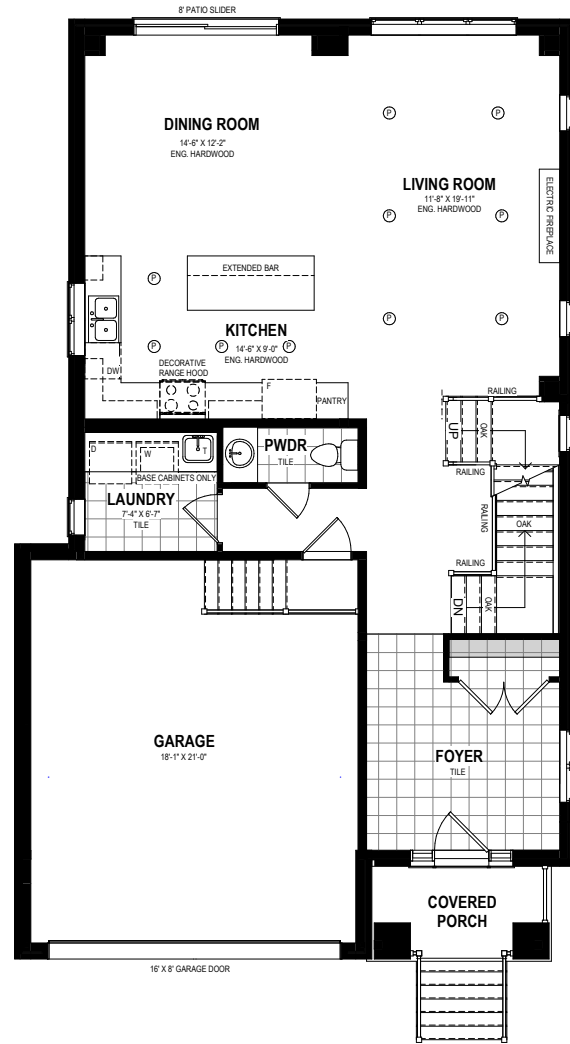 8' PATIO SLIDER
DINING ROOM
14'-6" X 12'-2"
ENG. HARDWOOD
P
P
LIVING ROOM
11'-8" X 19'-11"
ENG. HARDWOOD
ELECTRIC FIREPLACE
P
P
EXTENDED BAR
P
P
P
KITCHEN
14'-6" X 9'-0"
ENG. HARDWOOD
P
P
P
DECORATIVE
RANGE HOOD
DW
F
PANTRY
RAILING
UP
OAK
RAILING
D
W
T
BASE CABINETS ONLY
PWDR
TILE
LAUNDRY
7'-4" X 6'-7"
TILE
RAILING
OAK
RAILING
DN
OAK
GARAGE
18'-1" X 21'-0"
FOYER
TILE
COVERED
PORCH
16' X 8' GARAGE DOOR